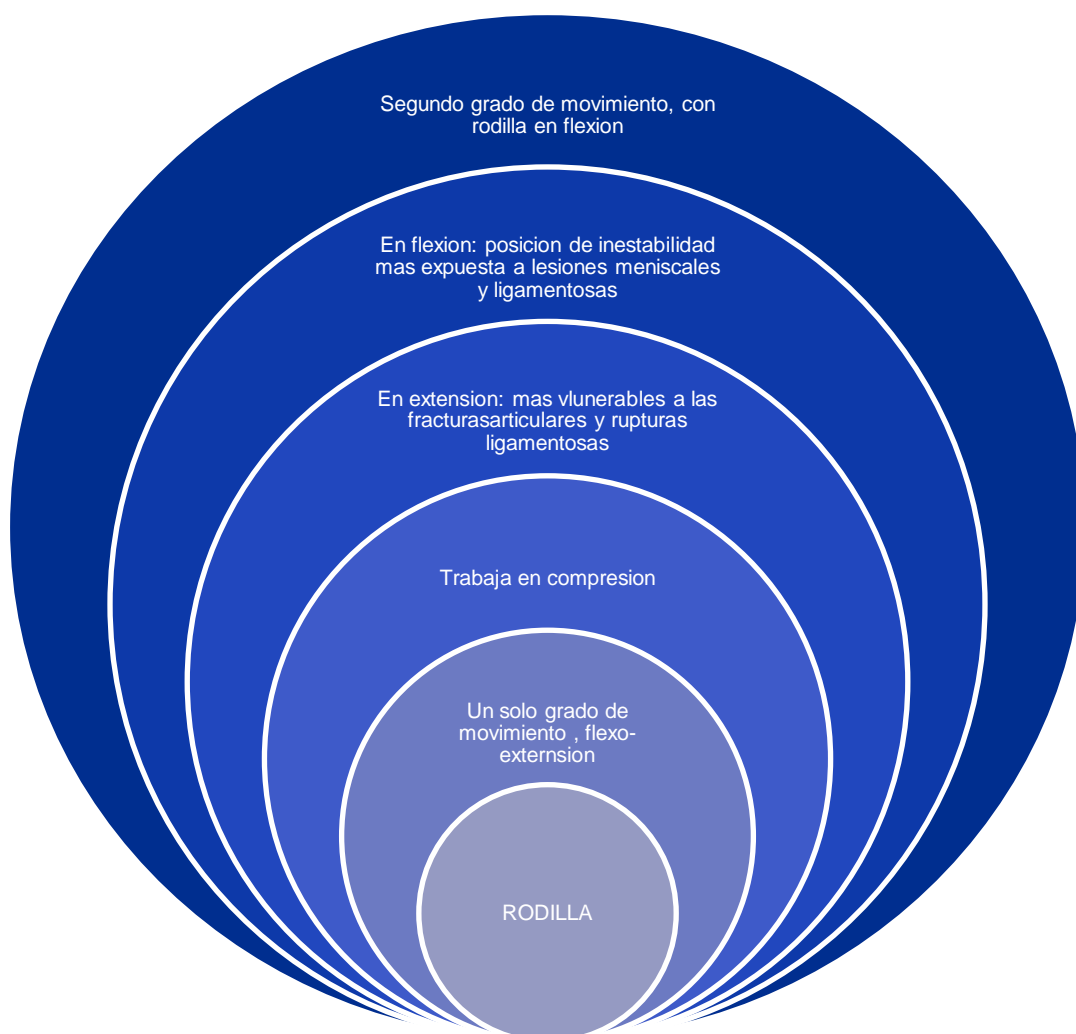 Segundo grado de movimiento, con
rodilla en flexion
En flexion: posicion de inestabilidad
mas expuesta a lesiones meniscales
y ligamentosas
En extension: mas vlunerables a las
fracturasarticulares y rupturas
ligamentosas
Trabaja en compresion
Un solo grado de
movimiento , flexo-
externsion
RODILLA